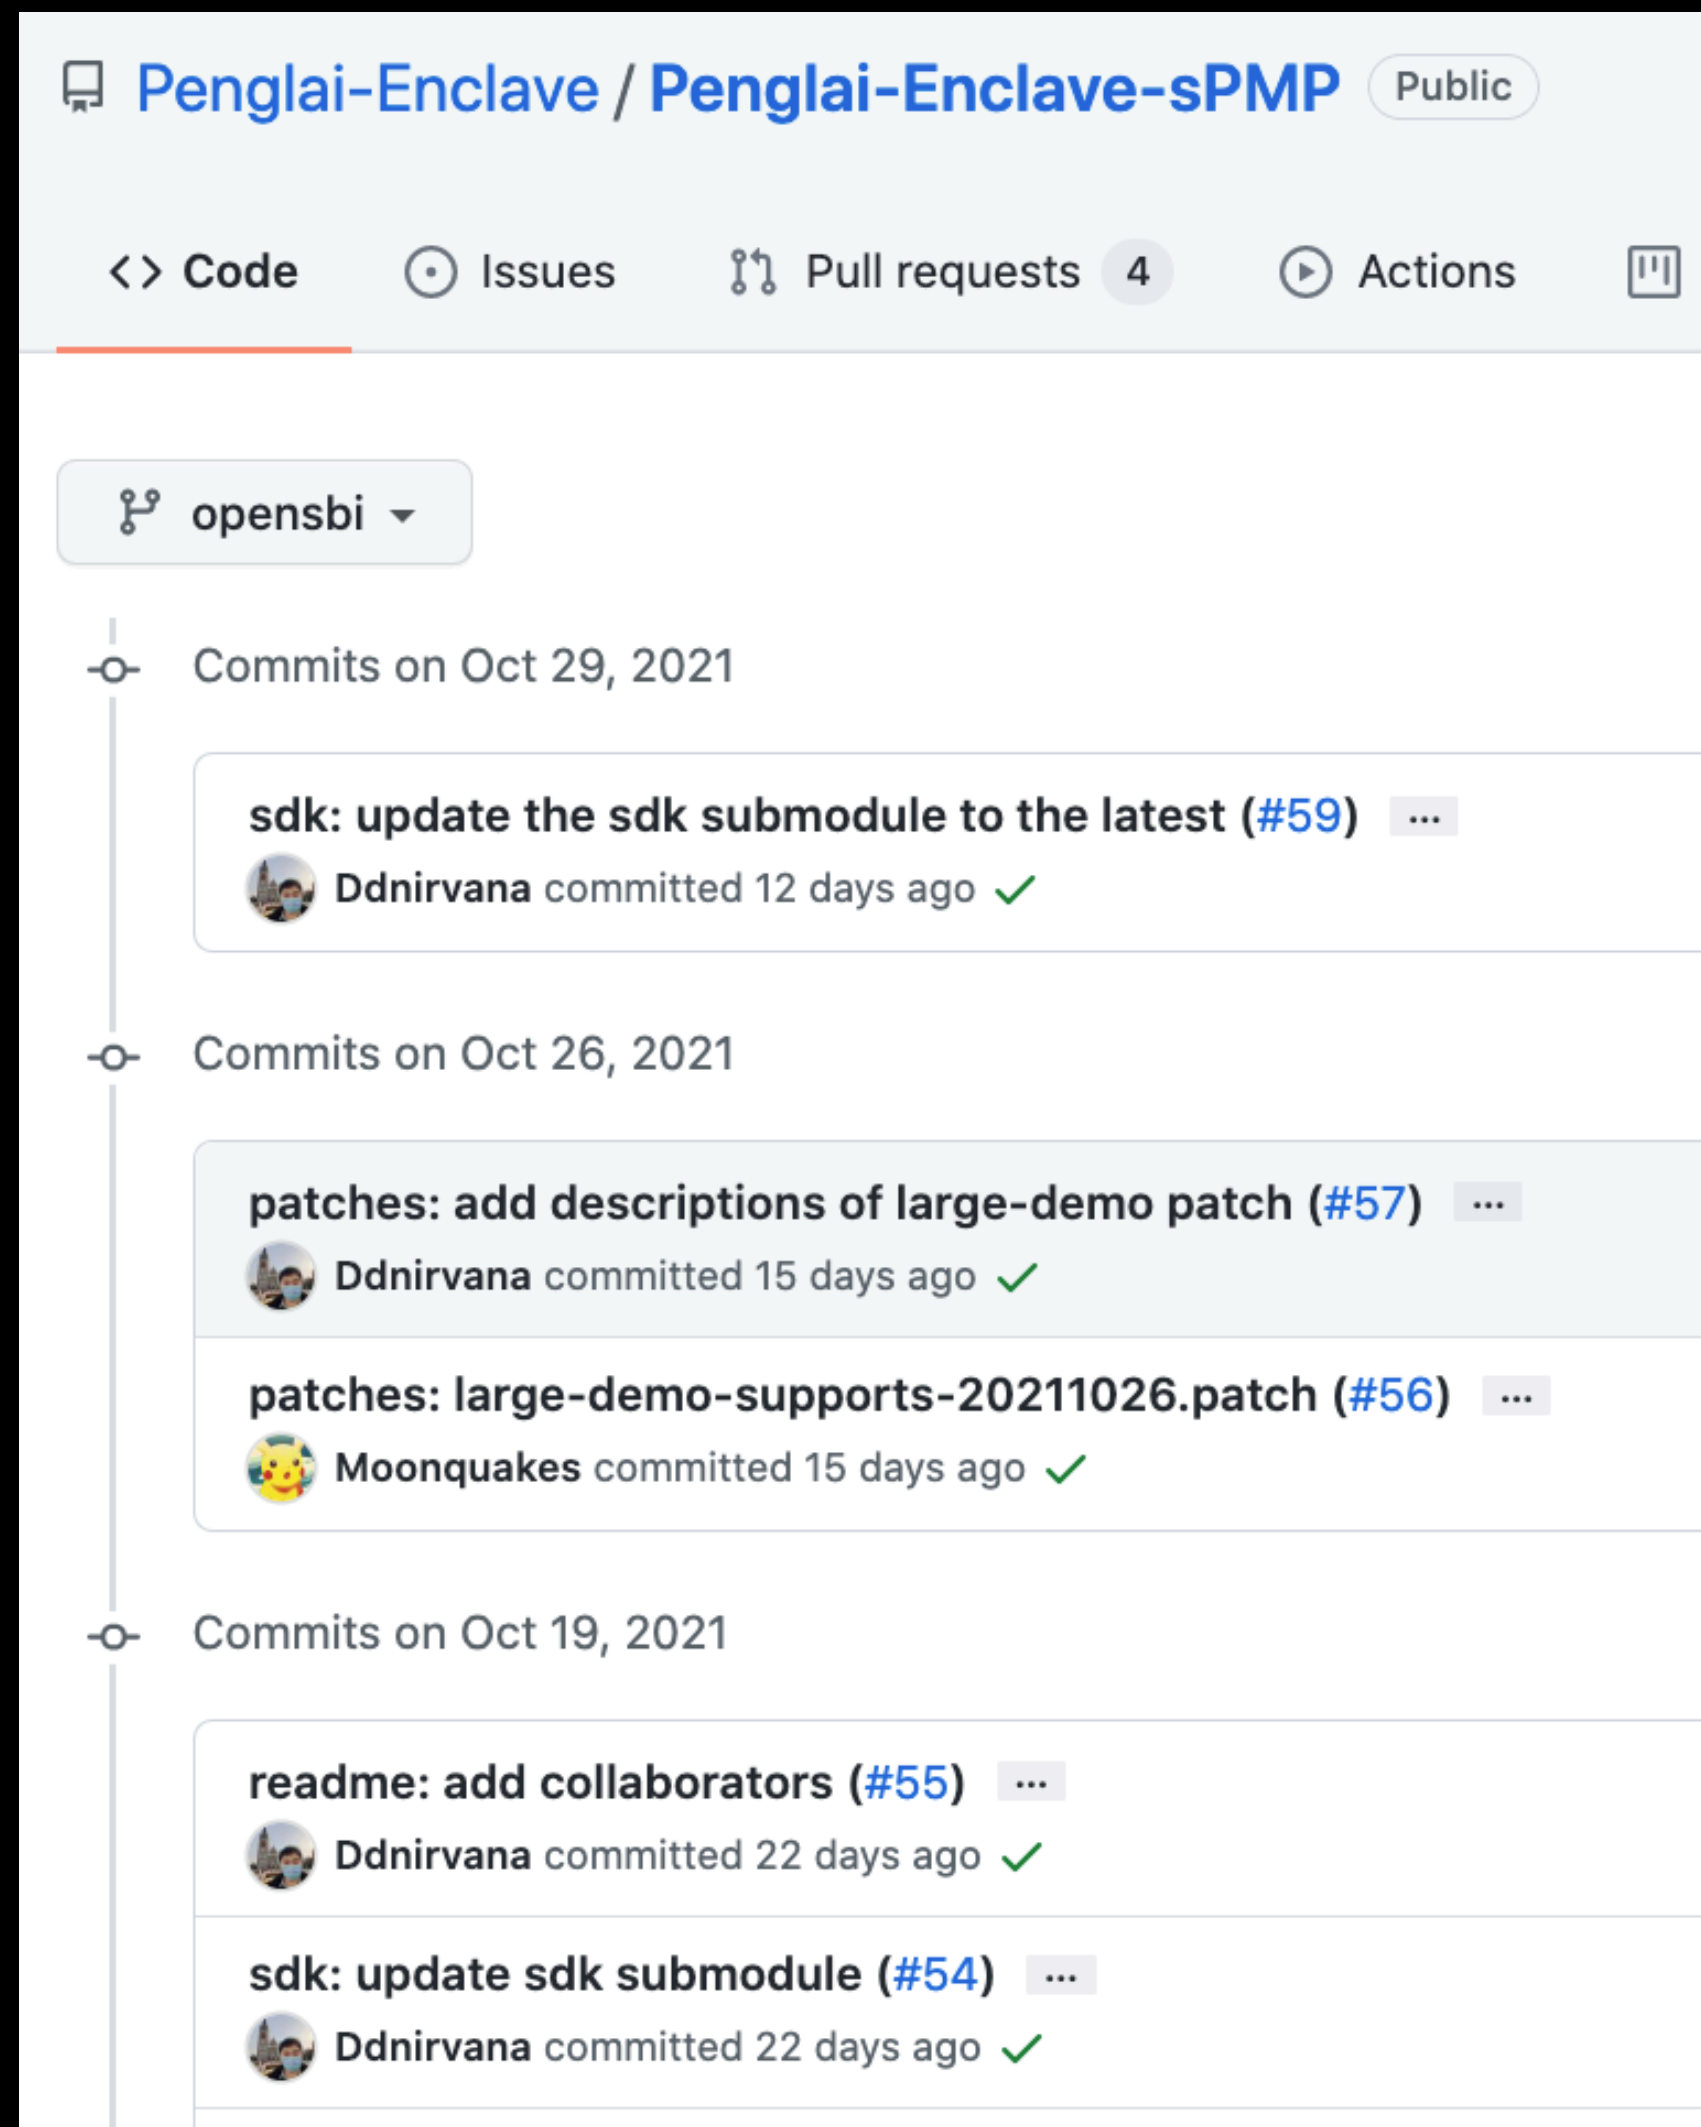 Penglai-Enclave / Penglai-Enclave-sPMP Public
Code Issues Pull requests 4 Actions
opensbi
Commits on Oct 29, 2021
sdk: update the sdk submodule to the latest (#59) ...
Ddnirvana committed 12 days ago
Commits on Oct 26, 2021
patches: add descriptions of large-demo patch (#57) ...
Ddnirvana committed 15 days ago
patches: large-demo-supports-20211026.patch (#56) ...
Moonquakes committed 15 days ago
Commits on Oct 19, 2021
readme: add collaborators (#55) ...
Ddnirvana committed 22 days ago
sdk: update sdk submodule (#54) ...
Ddnirvana committed 22 days ago